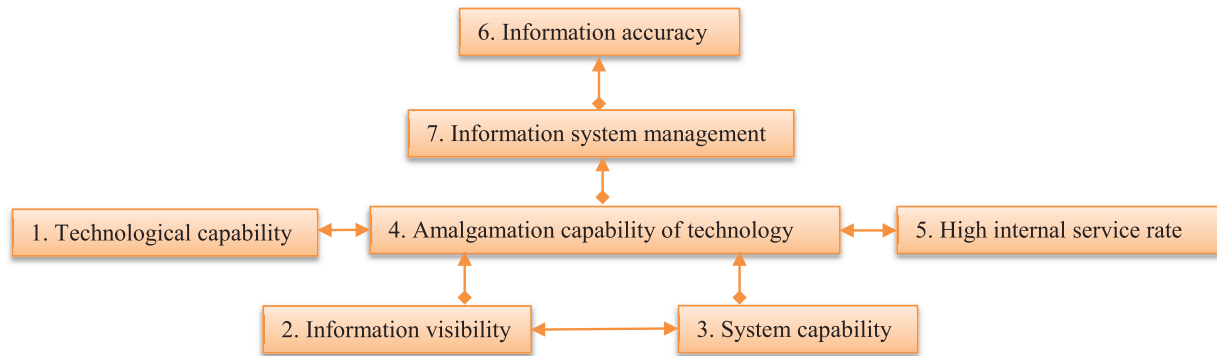 6. Information accuracy
7. Information system management
1. Technological capability
4. Amalgamation capability of technology
5. High internal service rate
2. Information visibility
3. System capability